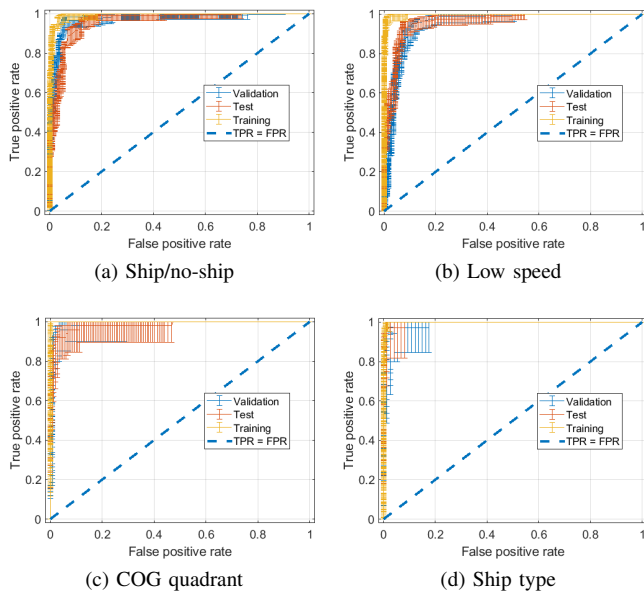 1
0.8
0.6
0.4
0.2
0
True positive rate
0 0.2 0.4 0.6 0.8 1
False positive rate
Validation
Test
Training
TPR = FPR
(a) Ship/no-ship
1
0.8
0.6
0.4
0.2
0
True positive rate
0 0.2 0.4 0.6 0.8 1
False positive rate
Validation
Test
Training
TPR = FPR
(b) Low speed
1
0.8
0.6
0.4
0.2
0
True positive rate
0 0.2 0.4 0.6 0.8 1
False positive rate
Validation
Test
Training
TPR = FPR
(c) COG quadrant
1
0.8
0.6
0.4
0.2
0
True positive rate
0 0.2 0.4 0.6 0.8 1
False positive rate
Validation
Test
Training
TPR = FPR
(d) Ship type